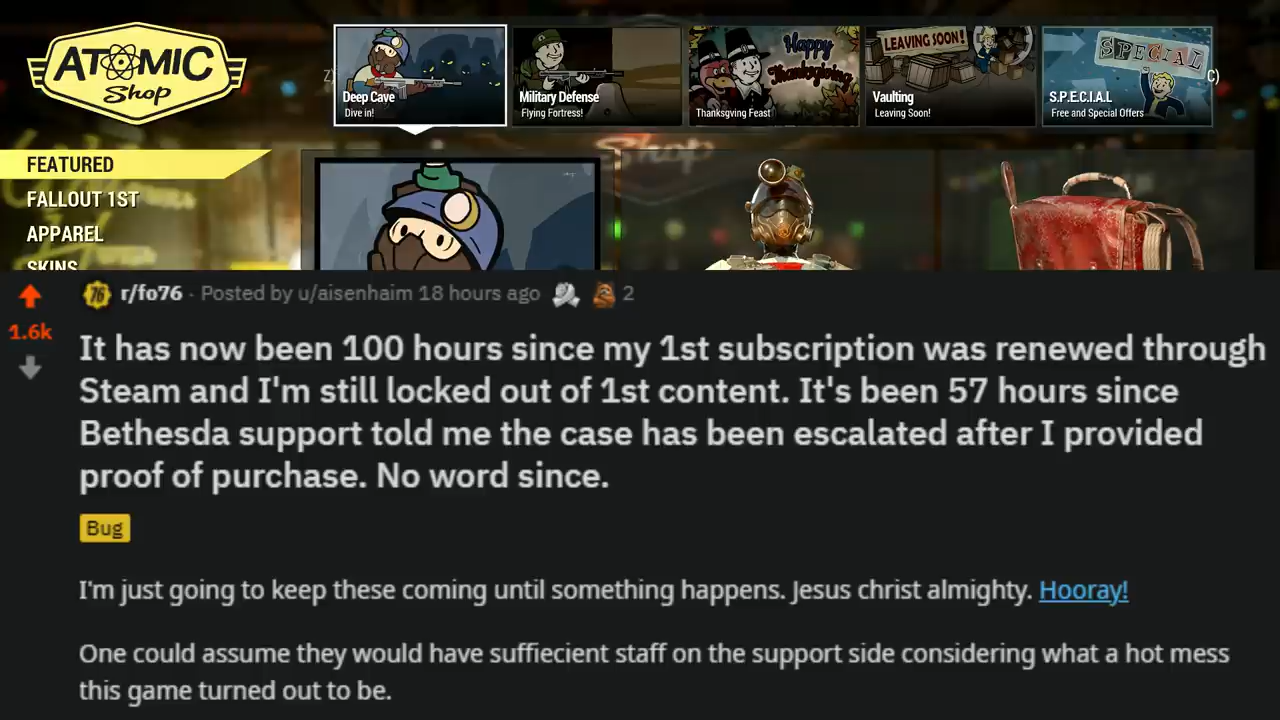 ATOMIC
Shop
Deep Cave
Dive in!
Military Defense
Flying Fortress!
Happy
Thanksgiving
Thanksgiving Feast
LEAVING SOON!
Vaulting
Leaving Soon!
SPECIAL
S.P.E.C.I.A.L
Free and Special Offers
Z)
C)
FEATURED
FALLOUT 1ST
APPAREL
SKINS
Shop
76 r/fo76 · Posted by u/aisenhaim 18 hours ago 2
1.6k
It has now been 100 hours since my 1st subscription was renewed through
Steam and I'm still locked out of 1st content. It's been 57 hours since
Bethesda support told me the case has been escalated after I provided
proof of purchase. No word since.
Bug
I'm just going to keep these coming until something happens. Jesus christ almighty. Hooray!
One could assume they would have suffiecient staff on the support side considering what a hot mess
this game turned out to be.